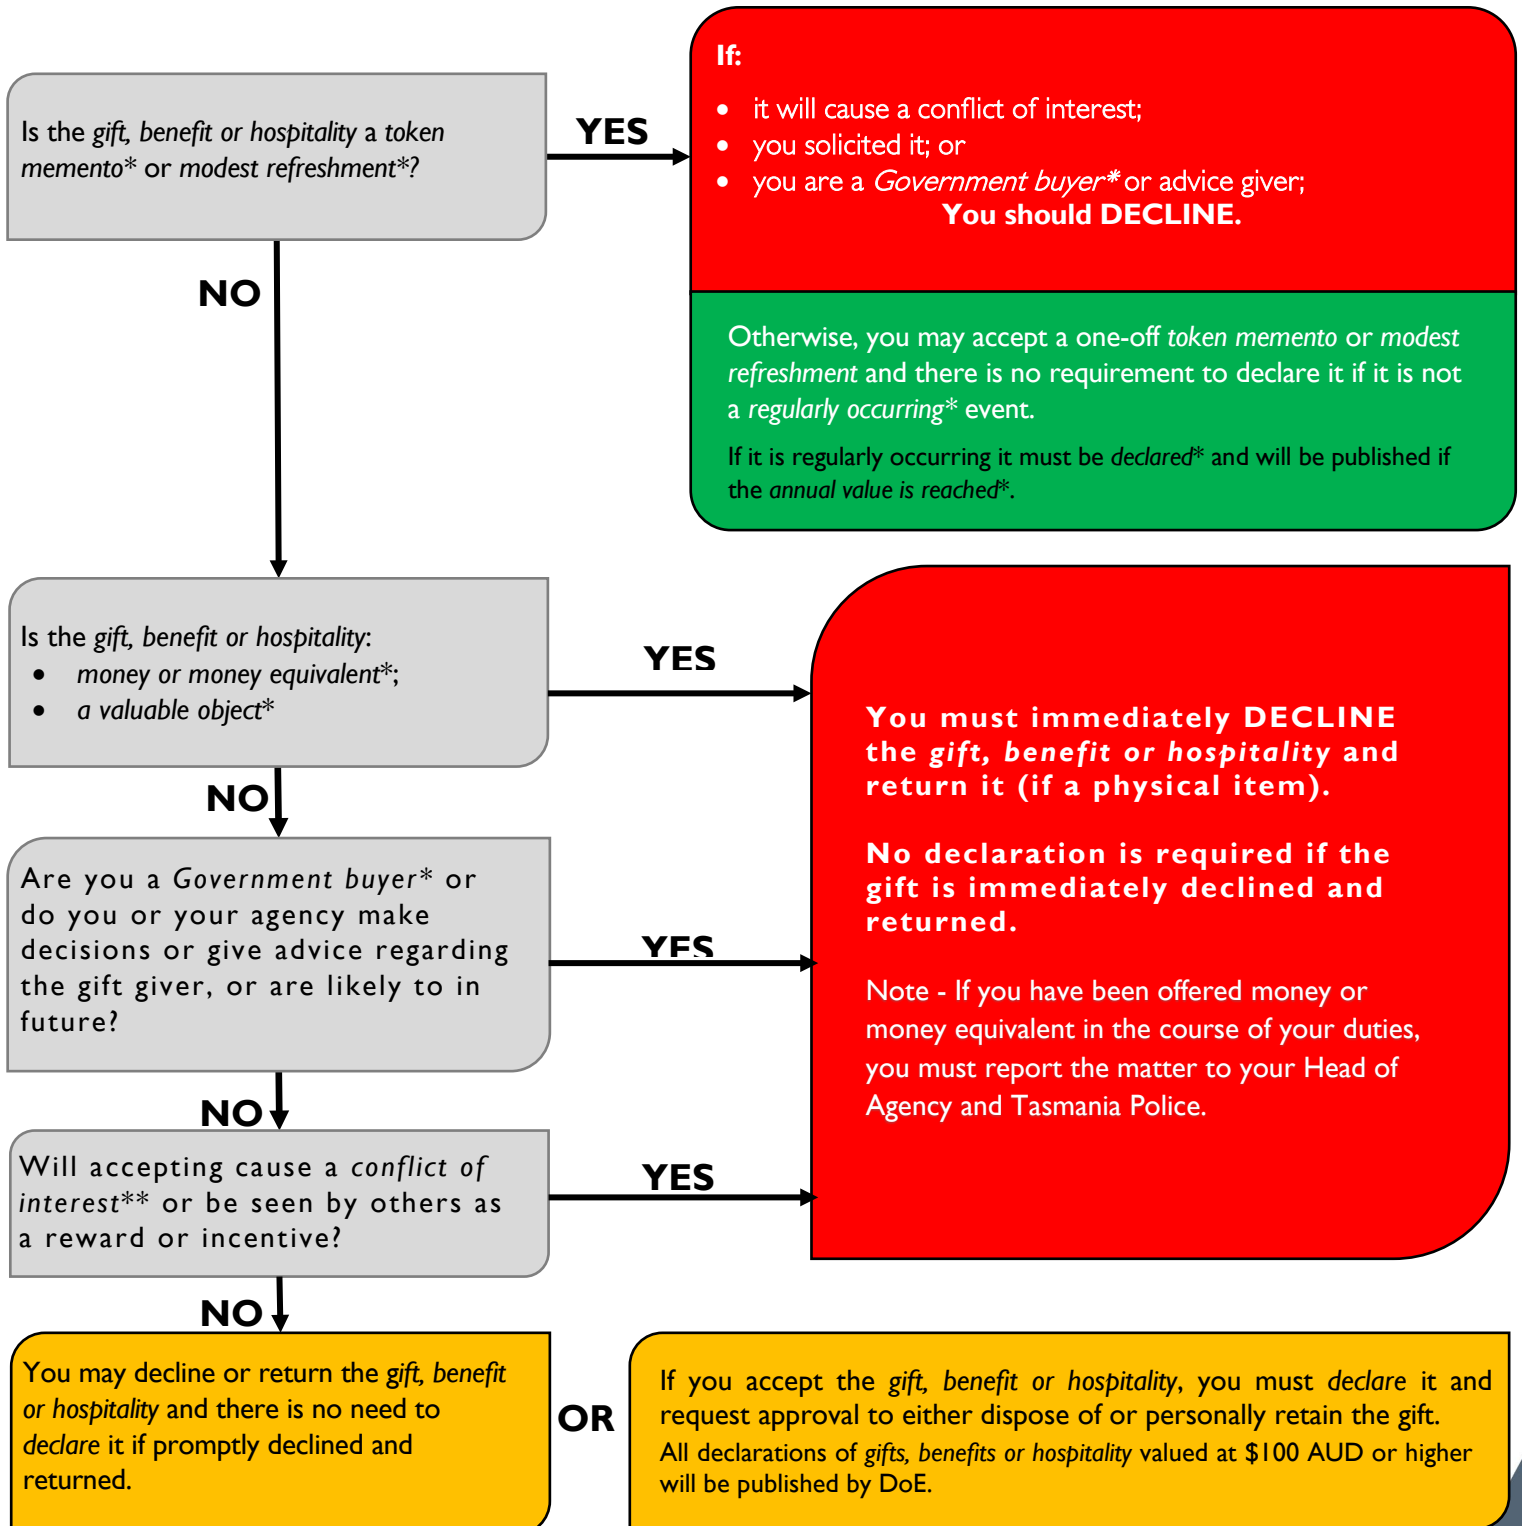 Is the gift, benefit or hospitality a token
memento* or modest refreshment*?
YES
If:
• it will cause a conflict of interest;
• you solicited it; or
• you are a Government buyer* or advice giver;
You should DECLINE.
NO
Otherwise, you may accept a one-off token memento or modest
refreshment and there is no requirement to declare it if it is not
a regularly occurring* event.
If it is regularly occurring it must be declared* and will be published if
the annual value is reached*.
Is the gift, benefit or hospitality:
• money or money equivalent*;
• a valuable object*
YES
You must immediately DECLINE
the gift, benefit or hospitality and
return it (if a physical item).
No declaration is required if the
gift is immediately declined and
returned.
Note - If you have been offered money or
money equivalent in the course of your duties,
you must report the matter to your Head of
Agency and Tasmania Police.
NO
Are you a Government buyer* or
do you or your agency make
decisions or give advice regarding
the gift giver, or are likely to in
future?
YES
NO
Will accepting cause a conflict of
interest** or be seen by others as
a reward or incentive?
YES
NO
You may decline or return the gift, benefit
or hospitality and there is no need to
declare it if promptly declined and
returned.
OR
If you accept the gift, benefit or hospitality, you must declare it and
request approval to either dispose of or personally retain the gift.
All declarations of gifts, benefits or hospitality valued at $100 AUD or higher
will be published by DoE.